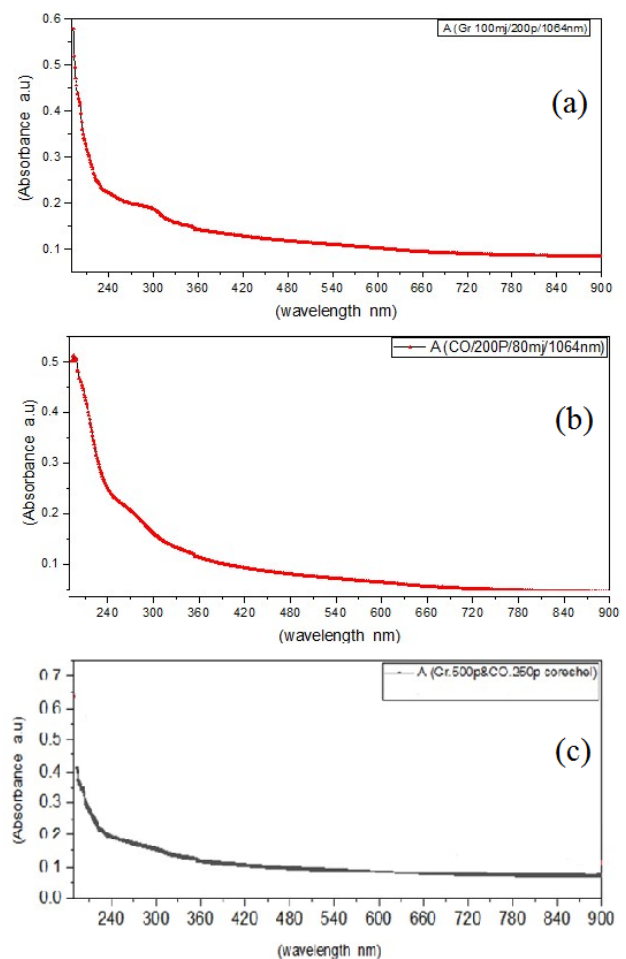 0.6
A (Gr 100mj/200p/1064nm)
0.5
(a)
0.4
0.3
0.2
0.1
(Absorbance a.u)
240 300 360 420 480 540 600 660 720 780 840 900
(wavelength nm)
0.5
A (CO/200P/80mj/1064nm)
0.4
(b)
0.3
0.2
0.1
(Absorbance a.u)
240 300 360 420 480 540 600 660 720 780 840 900
(wavelength nm)
0.7
A (Gr.500p&CO.250p corechol)
0.6
0.5
(c)
0.4
0.3
0.2
0.1
0.0
(Absorbance a.u)
240 300 360 420 480 540 600 660 720 780 840 900
(wavelength nm)